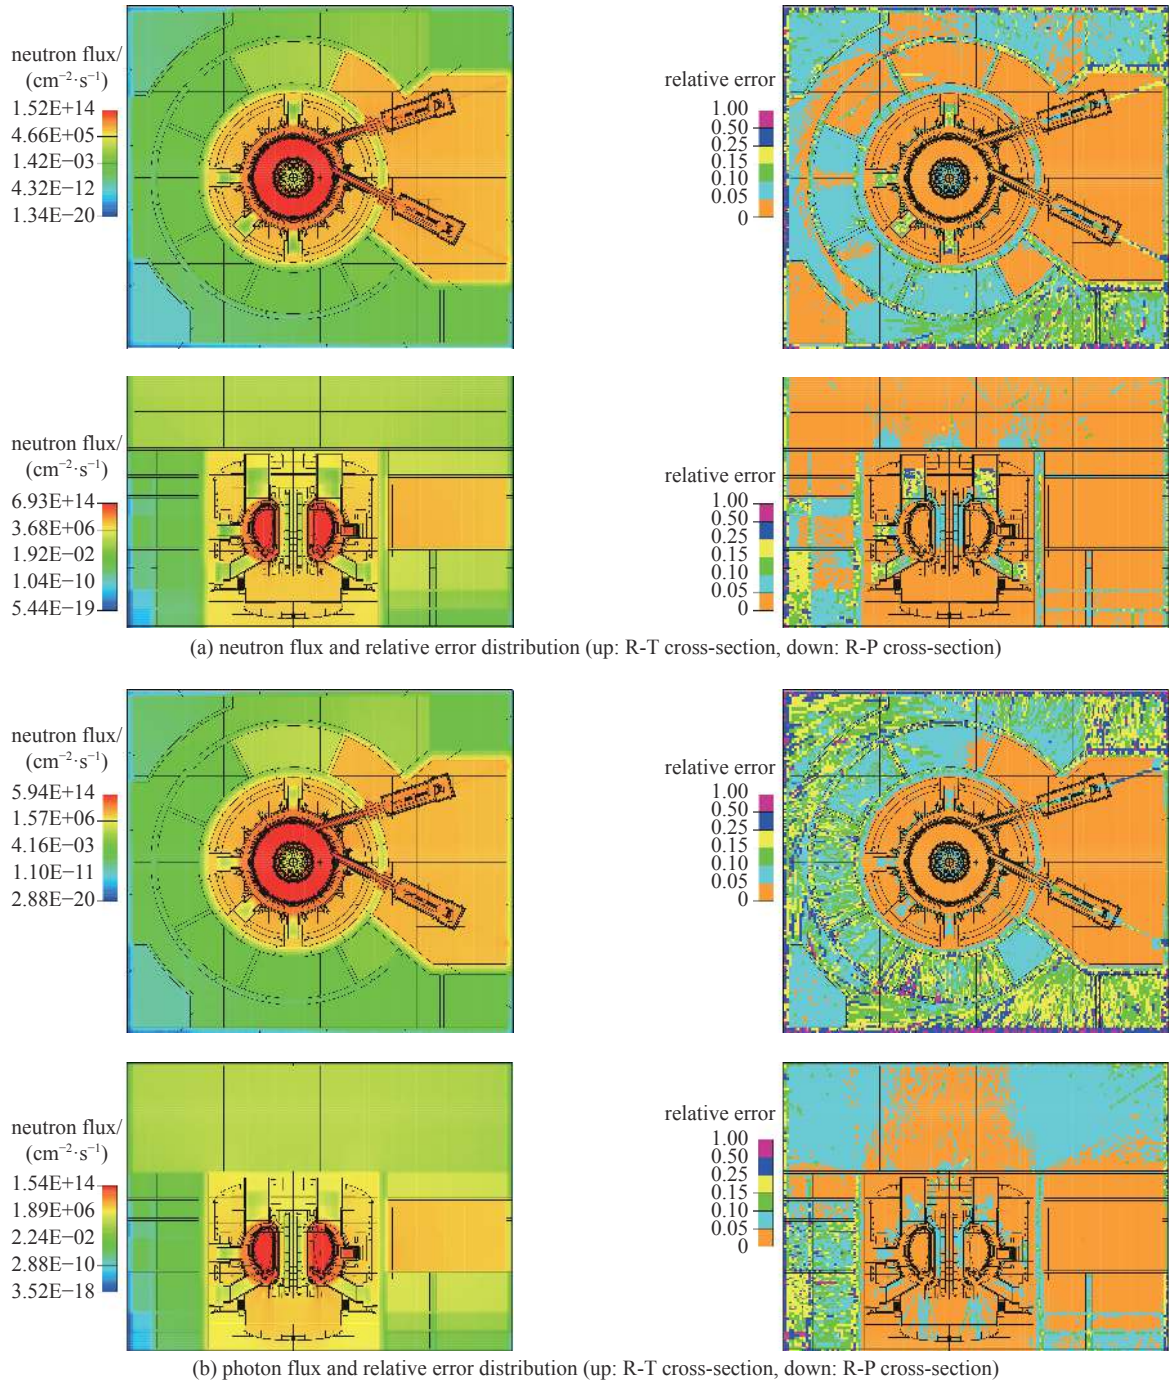 neutron flux/
(cm⁻²·s⁻¹)
1.52E+14
4.66E+05
1.42E−03
4.32E−12
1.34E−20
relative error
1.00
0.50
0.25
0.15
0.10
0.05
0
neutron flux/
(cm⁻²·s⁻¹)
6.93E+14
3.68E+06
1.92E−02
1.04E−10
5.44E−19
relative error
1.00
0.50
0.25
0.15
0.10
0.05
0
(a) neutron flux and relative error distribution (up: R-T cross-section, down: R-P cross-section)
neutron flux/
(cm⁻²·s⁻¹)
5.94E+14
1.57E+06
4.16E−03
1.10E−11
2.88E−20
relative error
1.00
0.50
0.25
0.15
0.10
0.05
0
neutron flux/
(cm⁻²·s⁻¹)
1.54E+14
1.89E+06
2.24E−02
2.88E−10
3.52E−18
relative error
1.00
0.50
0.25
0.15
0.10
0.05
0
(b) photon flux and relative error distribution (up: R-T cross-section, down: R-P cross-section)